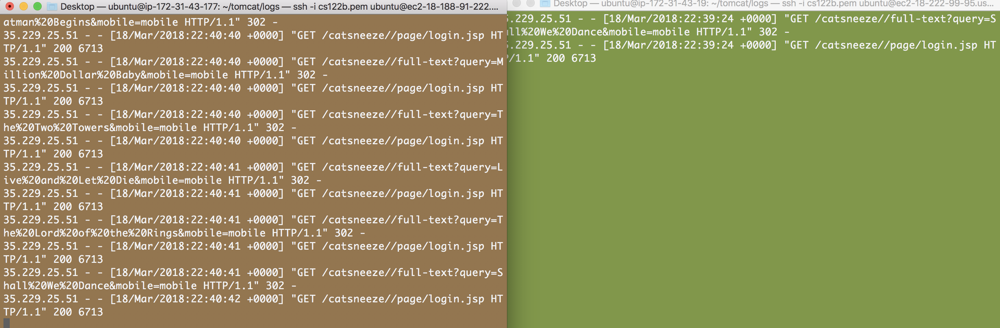 Desktop — ubuntu@ip-172-31-43-177: ~/tomcat/logs — ssh -i cs122b.pem ubuntu@ec2-18-188-91-222....
atman%20Begins&mobile=mobile HTTP/1.1" 302 -
35.229.25.51 - - [18/Mar/2018:22:40:40 +0000] "GET /catsneeze//page/login.jsp HT
TP/1.1" 200 6713
35.229.25.51 - - [18/Mar/2018:22:40:40 +0000] "GET /catsneeze//full-text?query=M
illion%20Dollar%20Baby&mobile=mobile HTTP/1.1" 302 -
35.229.25.51 - - [18/Mar/2018:22:40:40 +0000] "GET /catsneeze//page/login.jsp HT
TP/1.1" 200 6713
35.229.25.51 - - [18/Mar/2018:22:40:40 +0000] "GET /catsneeze//full-text?query=T
he%20Two%20Towers&mobile=mobile HTTP/1.1" 302 -
35.229.25.51 - - [18/Mar/2018:22:40:40 +0000] "GET /catsneeze//page/login.jsp HT
TP/1.1" 200 6713
35.229.25.51 - - [18/Mar/2018:22:40:41 +0000] "GET /catsneeze//full-text?query=L
ive%20and%20Let%20Die&mobile=mobile HTTP/1.1" 302 -
35.229.25.51 - - [18/Mar/2018:22:40:41 +0000] "GET /catsneeze//page/login.jsp HT
TP/1.1" 200 6713
35.229.25.51 - - [18/Mar/2018:22:40:41 +0000] "GET /catsneeze//full-text?query=T
he%20Lord%20of%20the%20Rings&mobile=mobile HTTP/1.1" 302 -
35.229.25.51 - - [18/Mar/2018:22:40:41 +0000] "GET /catsneeze//page/login.jsp HT
TP/1.1" 200 6713
35.229.25.51 - - [18/Mar/2018:22:40:41 +0000] "GET /catsneeze//full-text?query=S
hall%20We%20Dance&mobile=mobile HTTP/1.1" 302 -
35.229.25.51 - - [18/Mar/2018:22:40:42 +0000] "GET /catsneeze//page/login.jsp HT
TP/1.1" 200 6713
Desktop — ubuntu@ip-172-31-43-19: ~/tomcat/logs — ssh -i cs122b.pem ubuntu@ec2-18-222-99-95.us...
.229.25.51 - - [18/Mar/2018:22:39:24 +0000] "GET /catsneeze//full-text?query=S
ll%20We%20Dance&mobile=mobile HTTP/1.1" 302 -
.229.25.51 - - [18/Mar/2018:22:39:24 +0000] "GET /catsneeze//page/login.jsp HT
/1.1" 200 6713